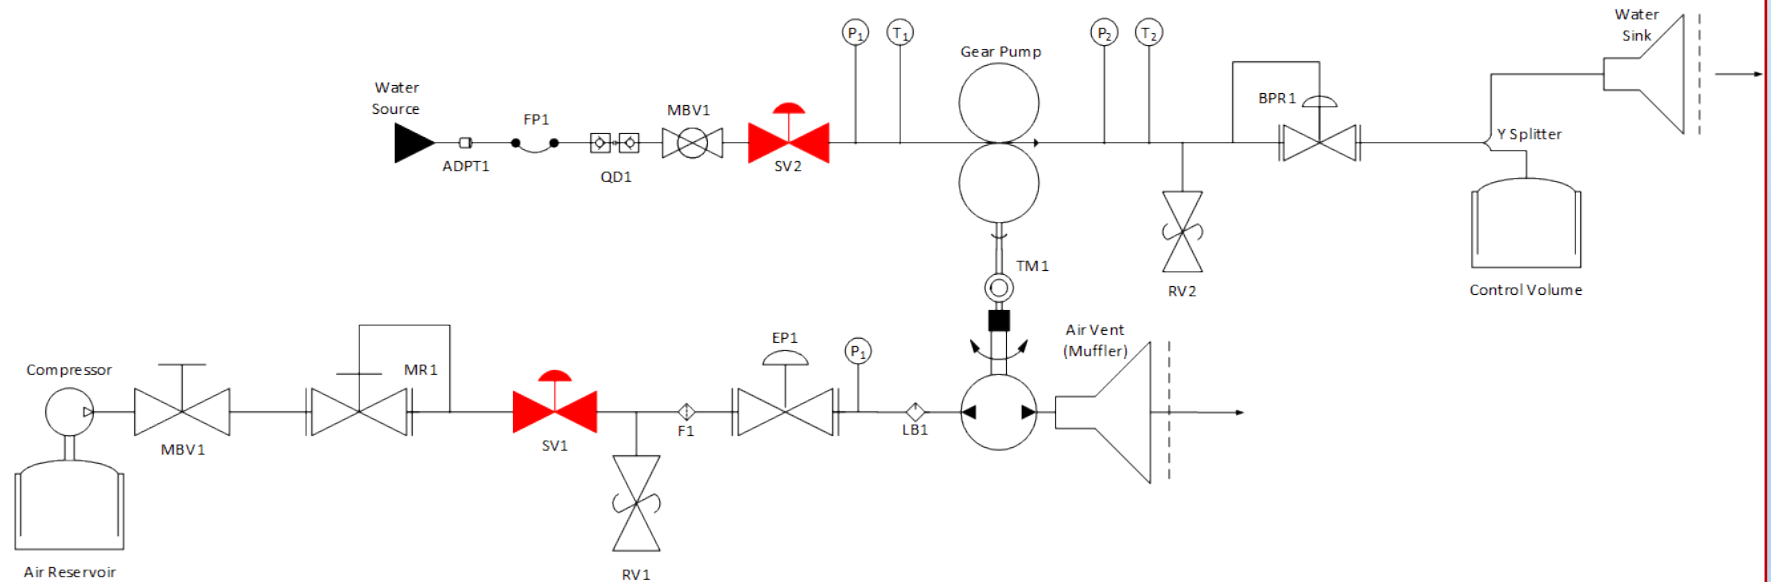 Water
Sink
P1
T1
P2
T2
Gear Pump
Water
Source
FP1
MBV1
BPR1
Y Splitter
ADPT1
QD1
SV2
TM1
RV2
Control Volume
Air Vent
(Muffler)
EP1
P1
Compressor
MR1
MBV1
SV1
F1
LB1
RV1
Air Reservoir